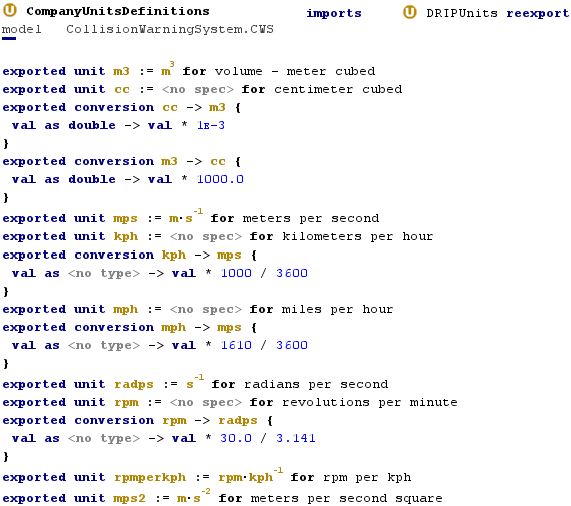 U CompanyUnitsDefinitions imports U DRIPUnits reexport
model CollisionWarningSystem.CWS
exported unit m3 := m³ for volume - meter cubed
exported unit cc := <no spec> for centimeter cubed
exported conversion cc -> m3 {
val as double -> val * 1E-3
}
exported conversion m3 -> cc {
val as double -> val * 1000.0
}
exported unit mps := m·s⁻¹ for meters per second
exported unit kph := <no spec> for kilometers per hour
exported conversion kph -> mps {
val as <no type> -> val * 1000 / 3600
}
exported unit mph := <no spec> for miles per hour
exported conversion mph -> mps {
val as <no type> -> val * 1610 / 3600
}
exported unit radps := s⁻¹ for radians per second
exported unit rpm := <no spec> for revolutions per minute
exported conversion rpm -> radps {
val as <no type> -> val * 30.0 / 3.141
}
exported unit rpmperkph := rpm·kph⁻¹ for rpm per kph
exported unit mps2 := m·s⁻² for meters per second square